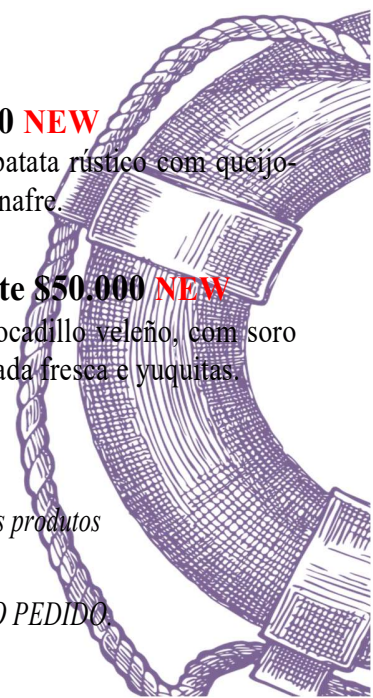 0 NEW
patata rústico com queijo-
nafre.
te $50.000 NEW
ocadillo veleño, com soro
ada fresca e yuquitas.
s produtos
O PEDIDO.